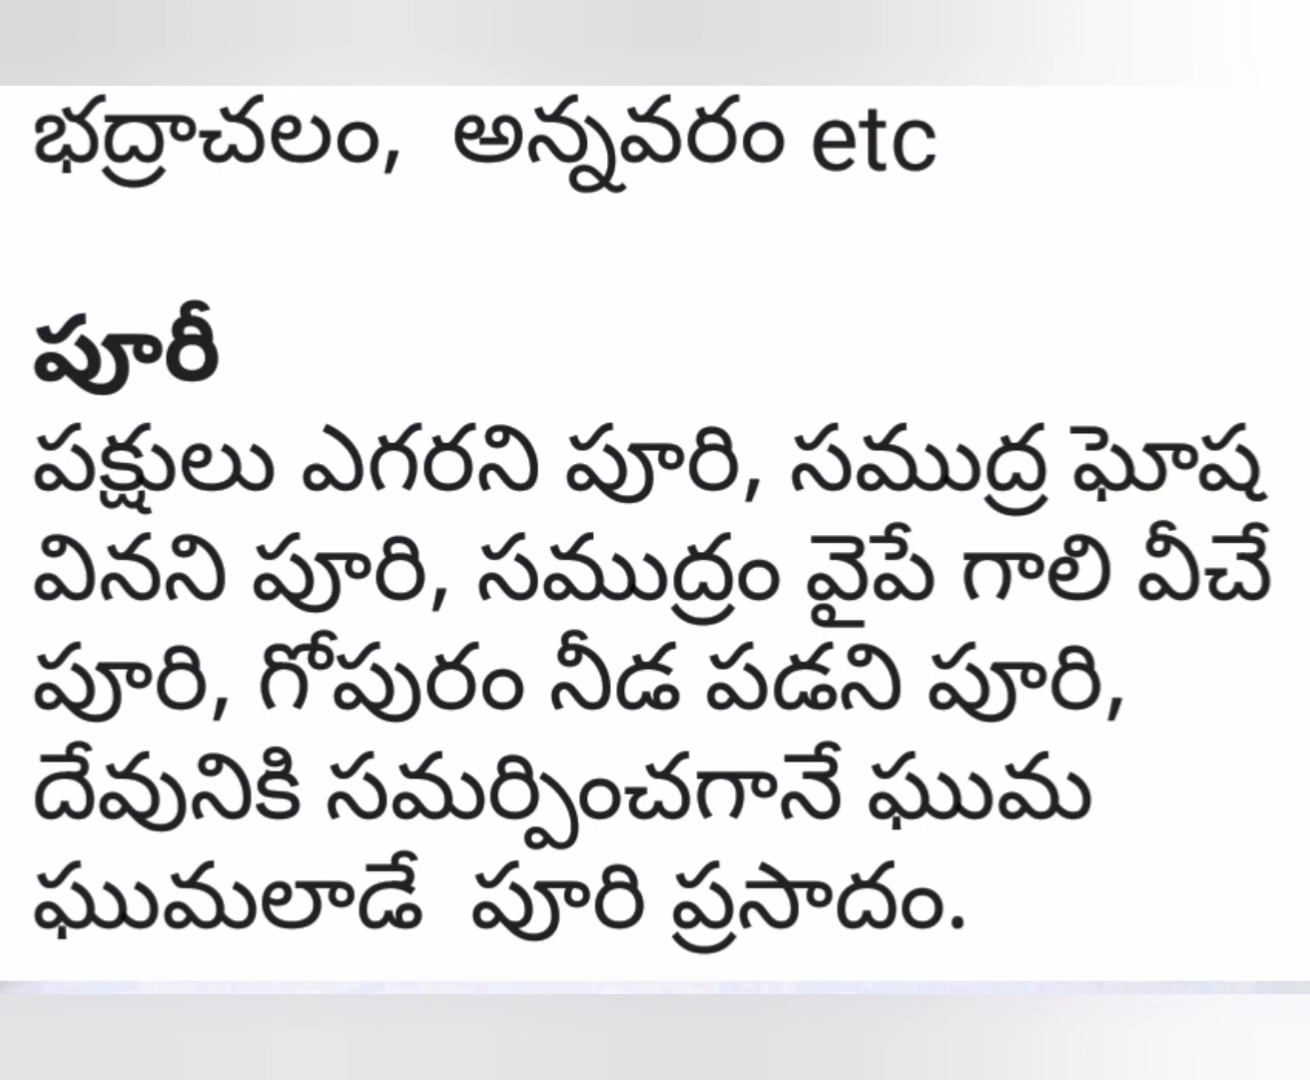 భద్రాచలం,  అన్నవరం etc
పూరీ
పక్షులు ఎగరని పూరి, సముద్ర ఘోష
వినని పూరి, సముద్రం వైపే గాలి వీచే
పూరి, గోపురం నీడ పడని పూరి,
దేవునికి సమర్పించగానే ఘుమ
ఘుమలాడే  పూరి ప్రసాదం.